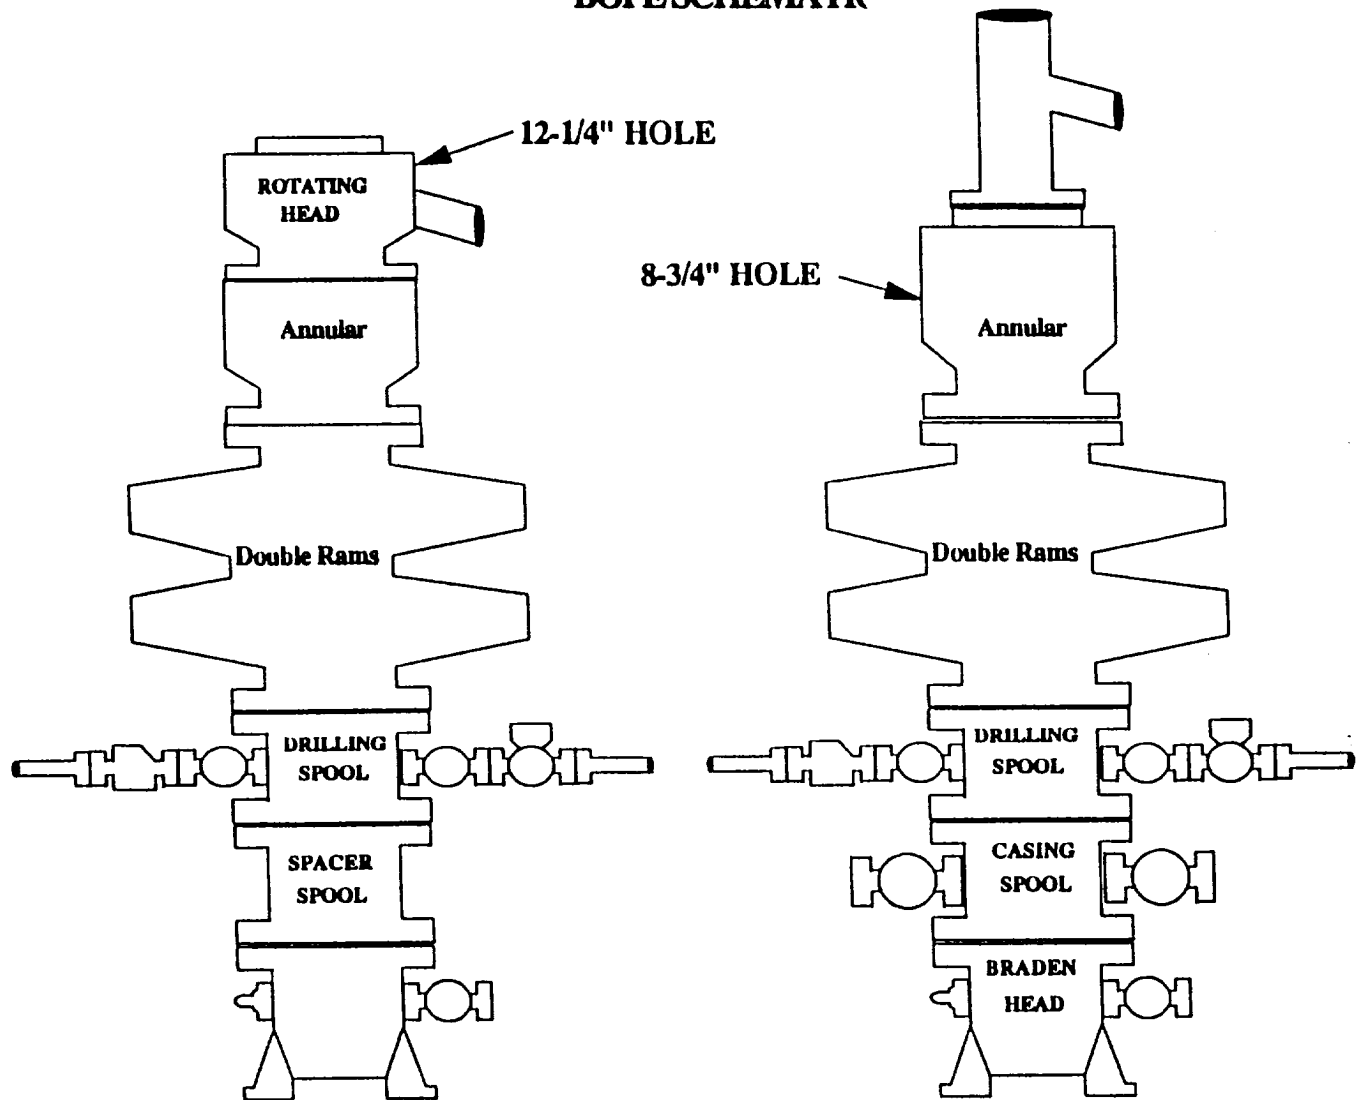 12-1/4" HOLE
ROTATING
HEAD
8-3/4" HOLE
Annular
Annular
Double Rams
Double Rams
DRILLING
SPOOL
DRILLING
SPOOL
SPACER
SPOOL
CASING
SPOOL
BRADEN
HEAD